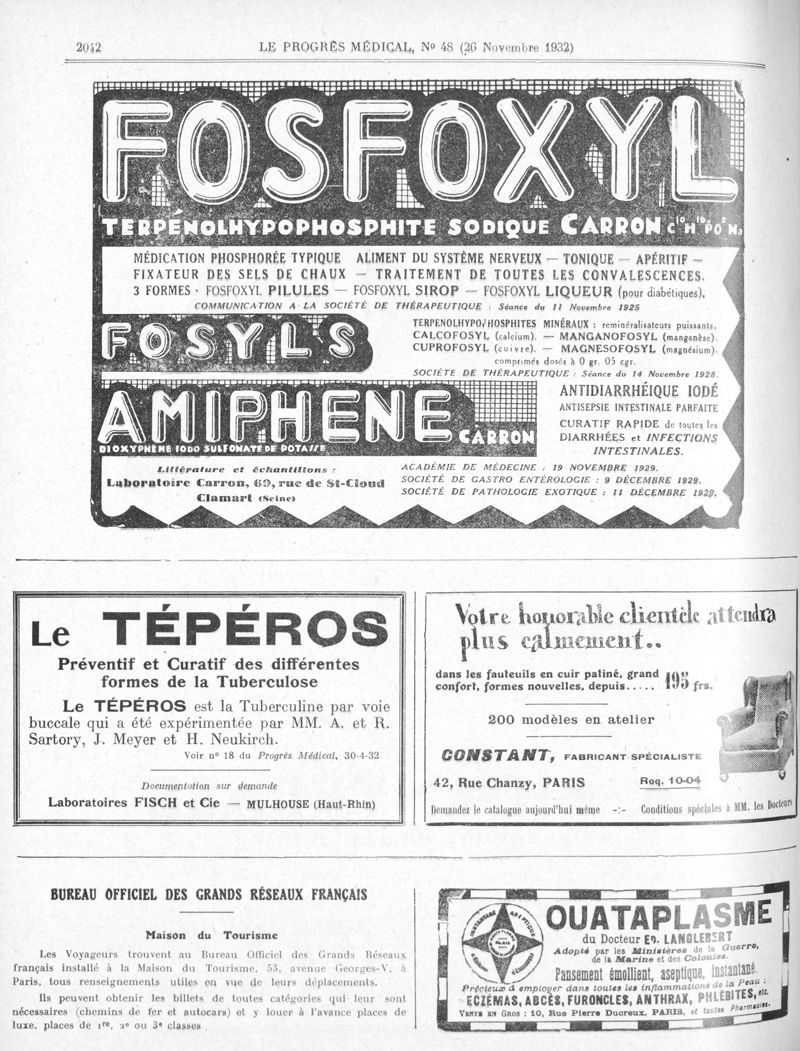 2042
LE PROGRÈS MÉDICAL, Nº 48 (26 Novembre 1932)
FOSFOXYL
TERPÉNOLHYPOPHOSPHITE SODIQUE CARRON C¹⁰H¹⁶PO³Na
MÉDICATION PHOSPHORÉE TYPIQUE ALIMENT DU SYSTÈME NERVEUX — TONIQUE — APÉRITIF —
FIXATEUR DES SELS DE CHAUX — TRAITEMENT DE TOUTES LES CONVALESCENCES.
3 FORMES · FOSFOXYL PILULES — FOSFOXYL SIROP — FOSFOXYL LIQUEUR (pour diabétiques).
COMMUNICATION A LA SOCIÉTÉ DE THÉRAPEUTIQUE : Séance du 11 Novembre 1925
FOSYLS
TERPENOLHYPO/HOSPHITES MINÉRAUX : reminéralisateurs puissants.
CALCOFOSYL (calcium). — MANGANOFOSYL (manganèse).
CUPROFOSYL (cuivre). — MAGNESOFOSYL (magnésium).
comprimés dosés à 0 gr. 05 cgr.
SOCIÉTÉ DE THÉRAPEUTIQUE : Séance du 14 Novembre 1928.
AMIPHENE
CARRON
DIOXYPHÈNE IODO SULFONATE DE POTASSE
ANTIDIARRHÉIQUE IODÉ
ANTISEPSIE INTESTINALE PARFAITE
CURATIF RAPIDE de toutes les
DIARRHÉES et INFECTIONS
INTESTINALES.
Littérature et échantillons :
Laboratoire Carron, 69, rue de St-Cloud
Clamart (Seine)
ACADÉMIE DE MÉDECINE : 19 NOVEMBRE 1929.
SOCIÉTÉ DE GASTRO ENTÉROLOGIE : 9 DÉCEMBRE 1929.
SOCIÉTÉ DE PATHOLOGIE EXOTIQUE : 11 DÉCEMBRE 1929.
Le TÉPÉROS
Préventif et Curatif des différentes
formes de la Tuberculose
Le TÉPÉROS est la Tuberculine par voie
buccale qui a été expérimentée par MM. A. et R.
Sartory, J. Meyer et H. Neukirch.
Voir nº 18 du Progrès Médical, 30-4-32
Documentation sur demande
Laboratoires FISCH et Cie — MULHOUSE (Haut-Rhin)
Votre honorable clientèle attendra
plus calmement..
dans les fauteuils en cuir patiné, grand
confort, formes nouvelles, depuis..... 195 frs.
200 modèles en atelier
CONSTANT, FABRICANT SPÉCIALISTE
42, Rue Chanzy, PARIS Roq. 10-04
Demandez le catalogue aujourd'hui même -:- Conditions spéciales à MM. les Docteurs
BUREAU OFFICIEL DES GRANDS RÉSEAUX FRANÇAIS
Maison du Tourisme
Les Voyageurs trouvent au Bureau Officiel des Grands Réseaux
français installé à la Maison du Tourisme, 53, avenue Georges-V, à
Paris, tous renseignements utiles en vue de leurs déplacements.
Ils peuvent obtenir les billets de toutes catégories qui leur sont
nécessaires (chemins de fer et autocars) et y louer à l'avance places de
luxe, places de 1re, 2e ou 3e classes
OUATAPLASME
du Docteur ED. LANGLEBERT
Adopté par les Ministères de la Guerre,
de la Marine et des Colonies.
Pansement émollient, aseptique, instantané
Précieux à employer dans toutes les inflammations de la Peau :
ECZÉMAS, ABCÈS, FURONCLES, ANTHRAX, PHLÉBITES, etc.
VENTE EN GROS : 10, Rue Pierre Ducreux, PARIS, et toutes Pharmacies.